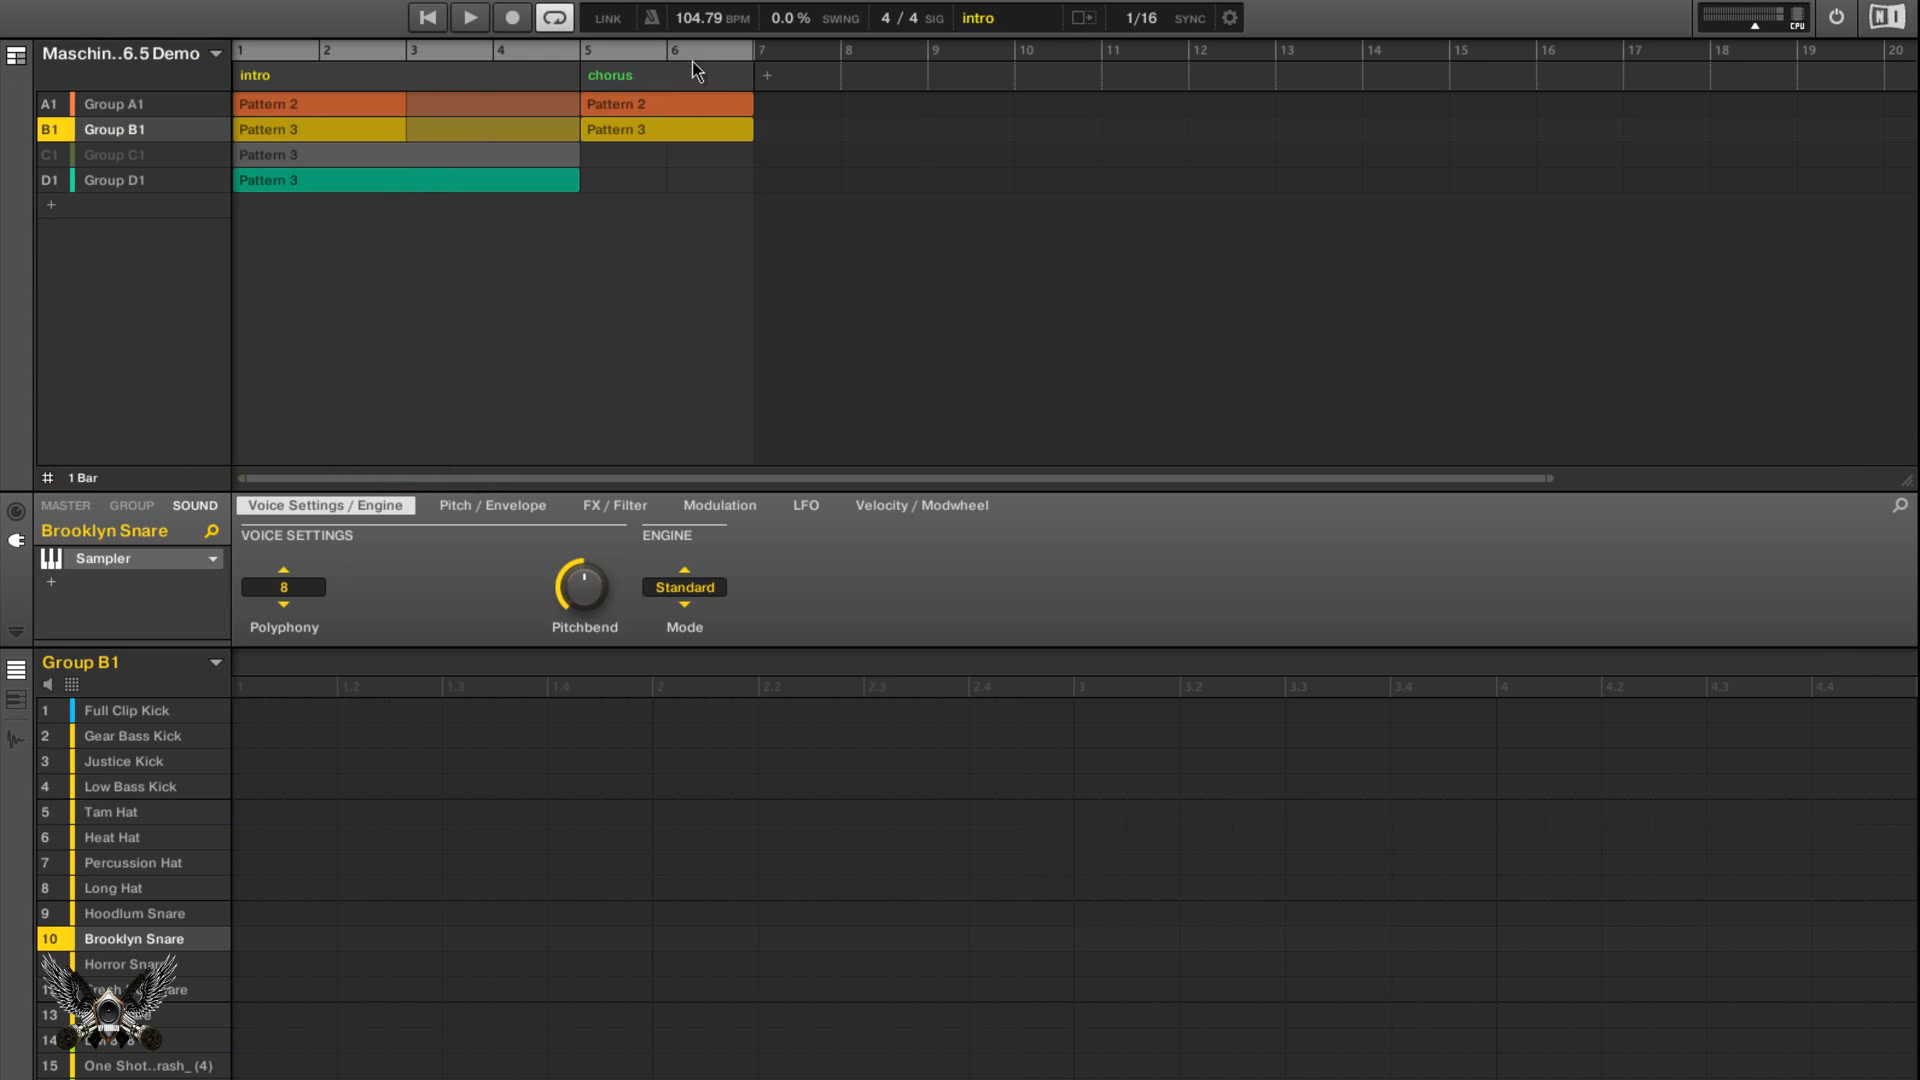 LINK 104.79 BPM 0.0 % SWING 4 / 4 SIG intro 1/16 SYNC CPU
Maschin..6.5 Demo 1 2 3 4 5 6 7 8 9 10 11 12 13 14 15 16 17 18 19 20
intro chorus +
A1 Group A1 Pattern 2 Pattern 2
B1 Group B1 Pattern 3 Pattern 3
C1 Group C1 Pattern 3
D1 Group D1 Pattern 3
+
1 Bar
MASTER GROUP SOUND Voice Settings / Engine Pitch / Envelope FX / Filter Modulation LFO Velocity / Modwheel
Brooklyn Snare VOICE SETTINGS ENGINE
Sampler
+ 8 Standard
Polyphony Pitchbend Mode
Group B1
1 1.2 1.3 1.4 2 2.2 2.3 2.4 3 3.2 3.3 3.4 4 4.2 4.3 4.4
1 Full Clip Kick
2 Gear Bass Kick
3 Justice Kick
4 Low Bass Kick
5 Tam Hat
6 Heat Hat
7 Percussion Hat
8 Long Hat
9 Hoodlum Snare
10 Brooklyn Snare
Horror Snare
12
13
14
15 One Shot..rash_ (4)